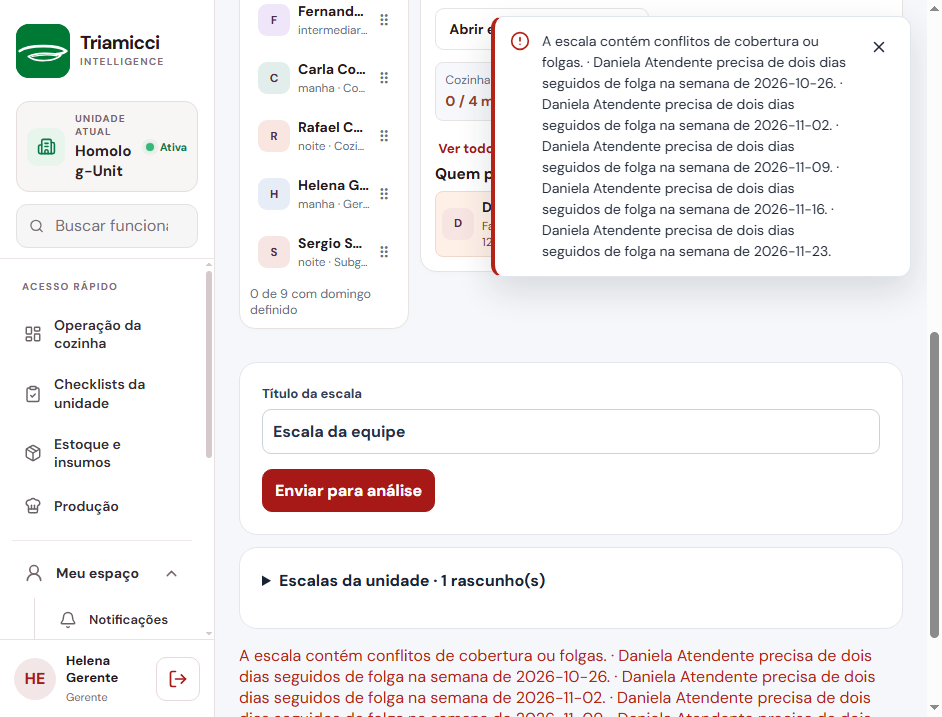 Triamicci
INTELLIGENCE
UNIDADE
ATUAL
Homolo
g-Unit
Ativa
Buscar funcion
ACESSO RÁPIDO
Operação da
cozinha
Checklists da
unidade
Estoque e
insumos
Produção
Meu espaço
Notificações
HE
Helena
Gerente
Gerente
F
Fernand...
intermediar...
C
Carla Co...
manha · Co...
R
Rafael C...
noite · Cozi...
H
Helena G...
manha · Ger...
S
Sergio S...
noite · Subg...
0 de 9 com domingo
definido
Abrir e
Cozinha
0 / 4 m
Ver todo
Quem p
D
D
Fa
12
A escala contém conflitos de cobertura ou
folgas. · Daniela Atendente precisa de dois dias
seguidos de folga na semana de 2026-10-26. ·
Daniela Atendente precisa de dois dias
seguidos de folga na semana de 2026-11-02. ·
Daniela Atendente precisa de dois dias
seguidos de folga na semana de 2026-11-09. ·
Daniela Atendente precisa de dois dias
seguidos de folga na semana de 2026-11-16. ·
Daniela Atendente precisa de dois dias
seguidos de folga na semana de 2026-11-23.
Título da escala
Escala da equipe
Enviar para análise
Escalas da unidade · 1 rascunho(s)
A escala contém conflitos de cobertura ou folgas. · Daniela Atendente precisa de dois
dias seguidos de folga na semana de 2026-10-26. · Daniela Atendente precisa de dois
dias seguidos de folga na semana de 2026-11-02. · Daniela Atendente precisa de dois